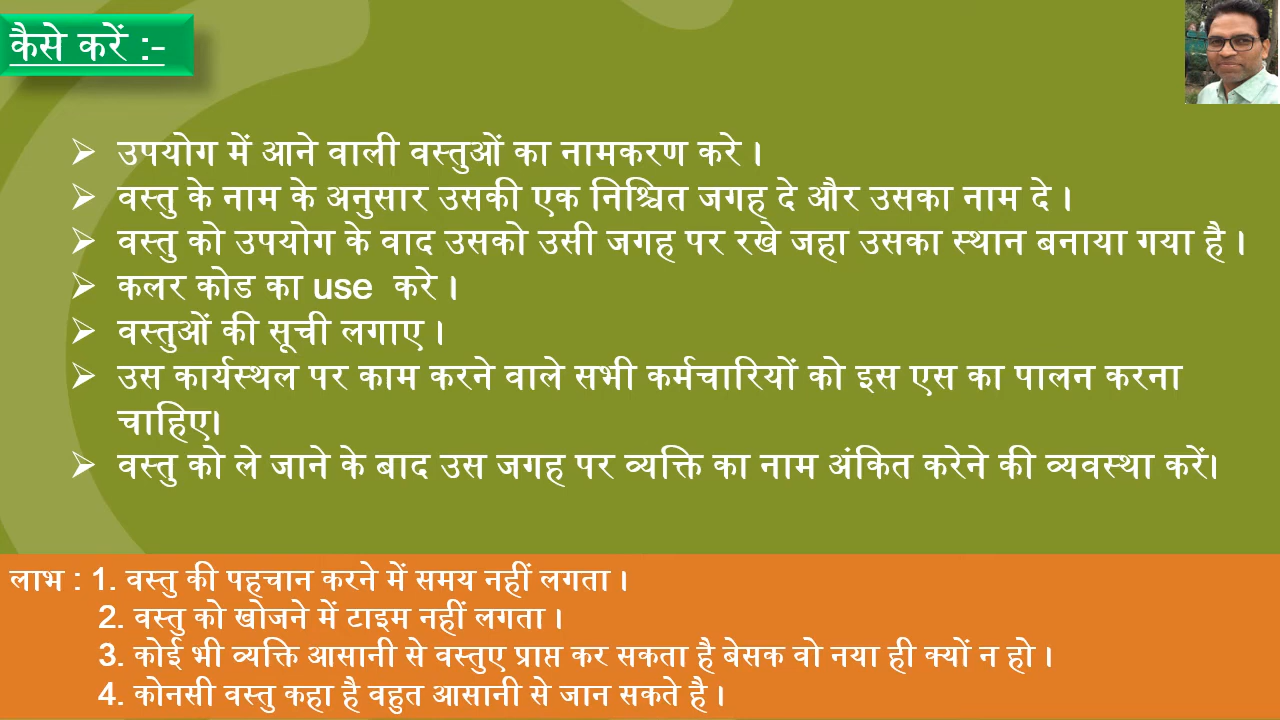 कैसे करें :-
➢ उपयोग में आने वाली वस्तुओं का नामकरण करे ।
➢ वस्तु के नाम के अनुसार उसकी एक निश्चित जगह दे और उसका नाम दे ।
➢ वस्तु को उपयोग के वाद उसको उसी जगह पर रखे जहा उसका स्थान बनाया गया है ।
➢ कलर कोड का use करे ।
➢ वस्तुओं की सूची लगाए ।
➢ उस कार्यस्थल पर काम करने वाले सभी कर्मचारियों को इस एस का पालन करना
चाहिए।
➢ वस्तु को ले जाने के बाद उस जगह पर व्यक्ति का नाम अंकित करेने की व्यवस्था करें।
लाभ : 1. वस्तु की पहचान करने में समय नहीं लगता ।
2. वस्तु को खोजने में टाइम नहीं लगता ।
3. कोई भी व्यक्ति आसानी से वस्तुए प्राप्त कर सकता है बेसक वो नया ही क्यों न हो ।
4. कोनसी वस्तु कहा है वहुत आसानी से जान सकते है ।